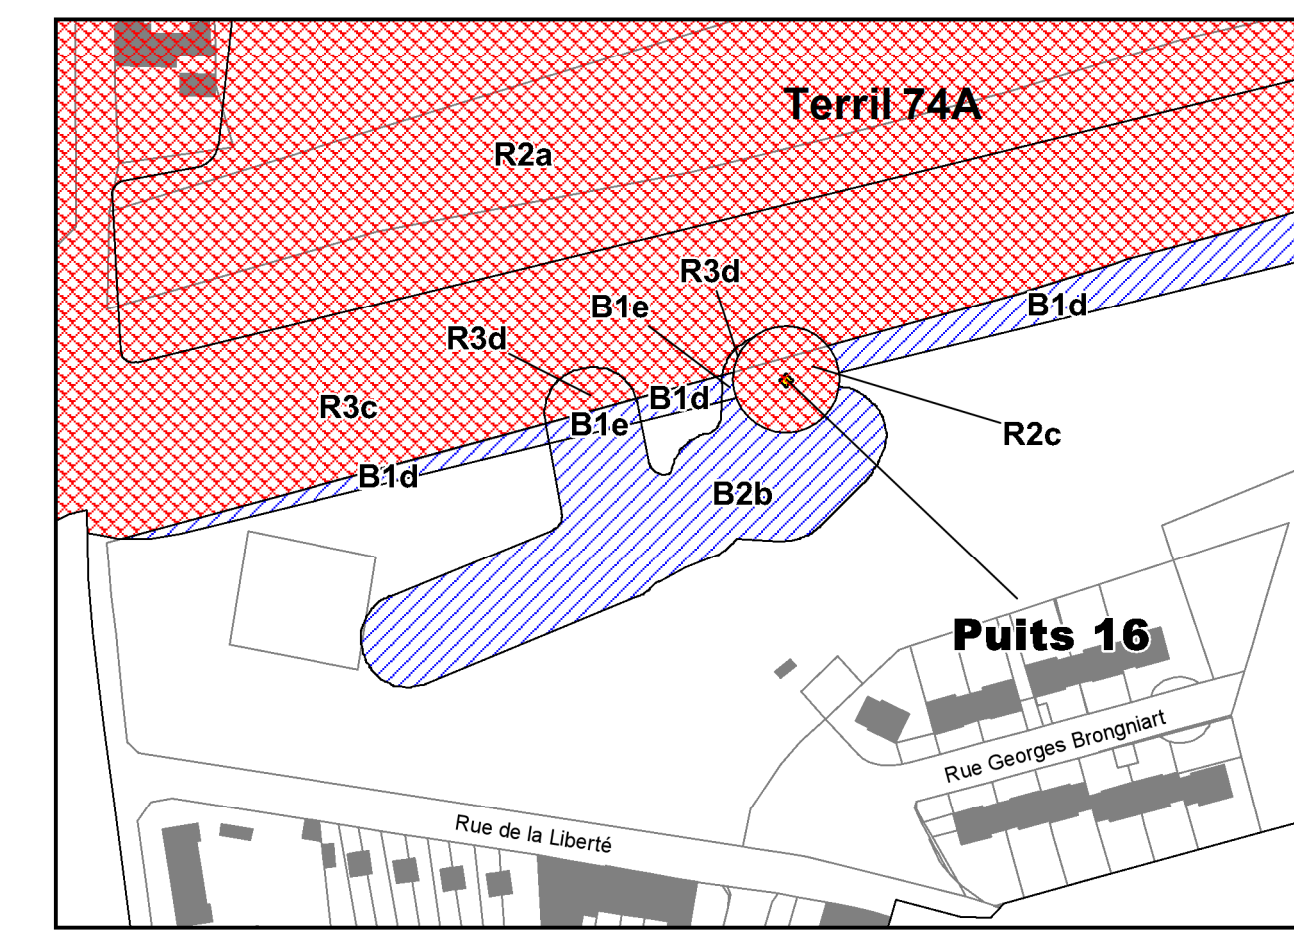 Terril 74A
R2a
R3d
B1e
B1d
R3d
B1d
R3c
B1e
R2c
B1d
B2b
Puits 16
Rue Georges Brongniart
Rue de la Liberté